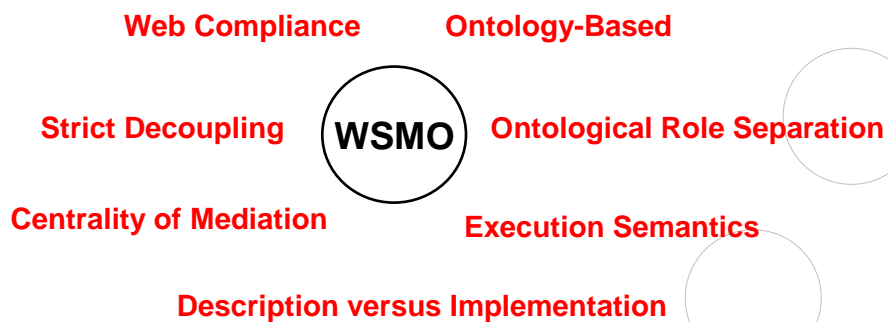 Web Compliance
Ontology-Based
Strict Decoupling
WSMO
Ontological Role Separation
Centrality of Mediation
Execution Semantics
Description versus Implementation